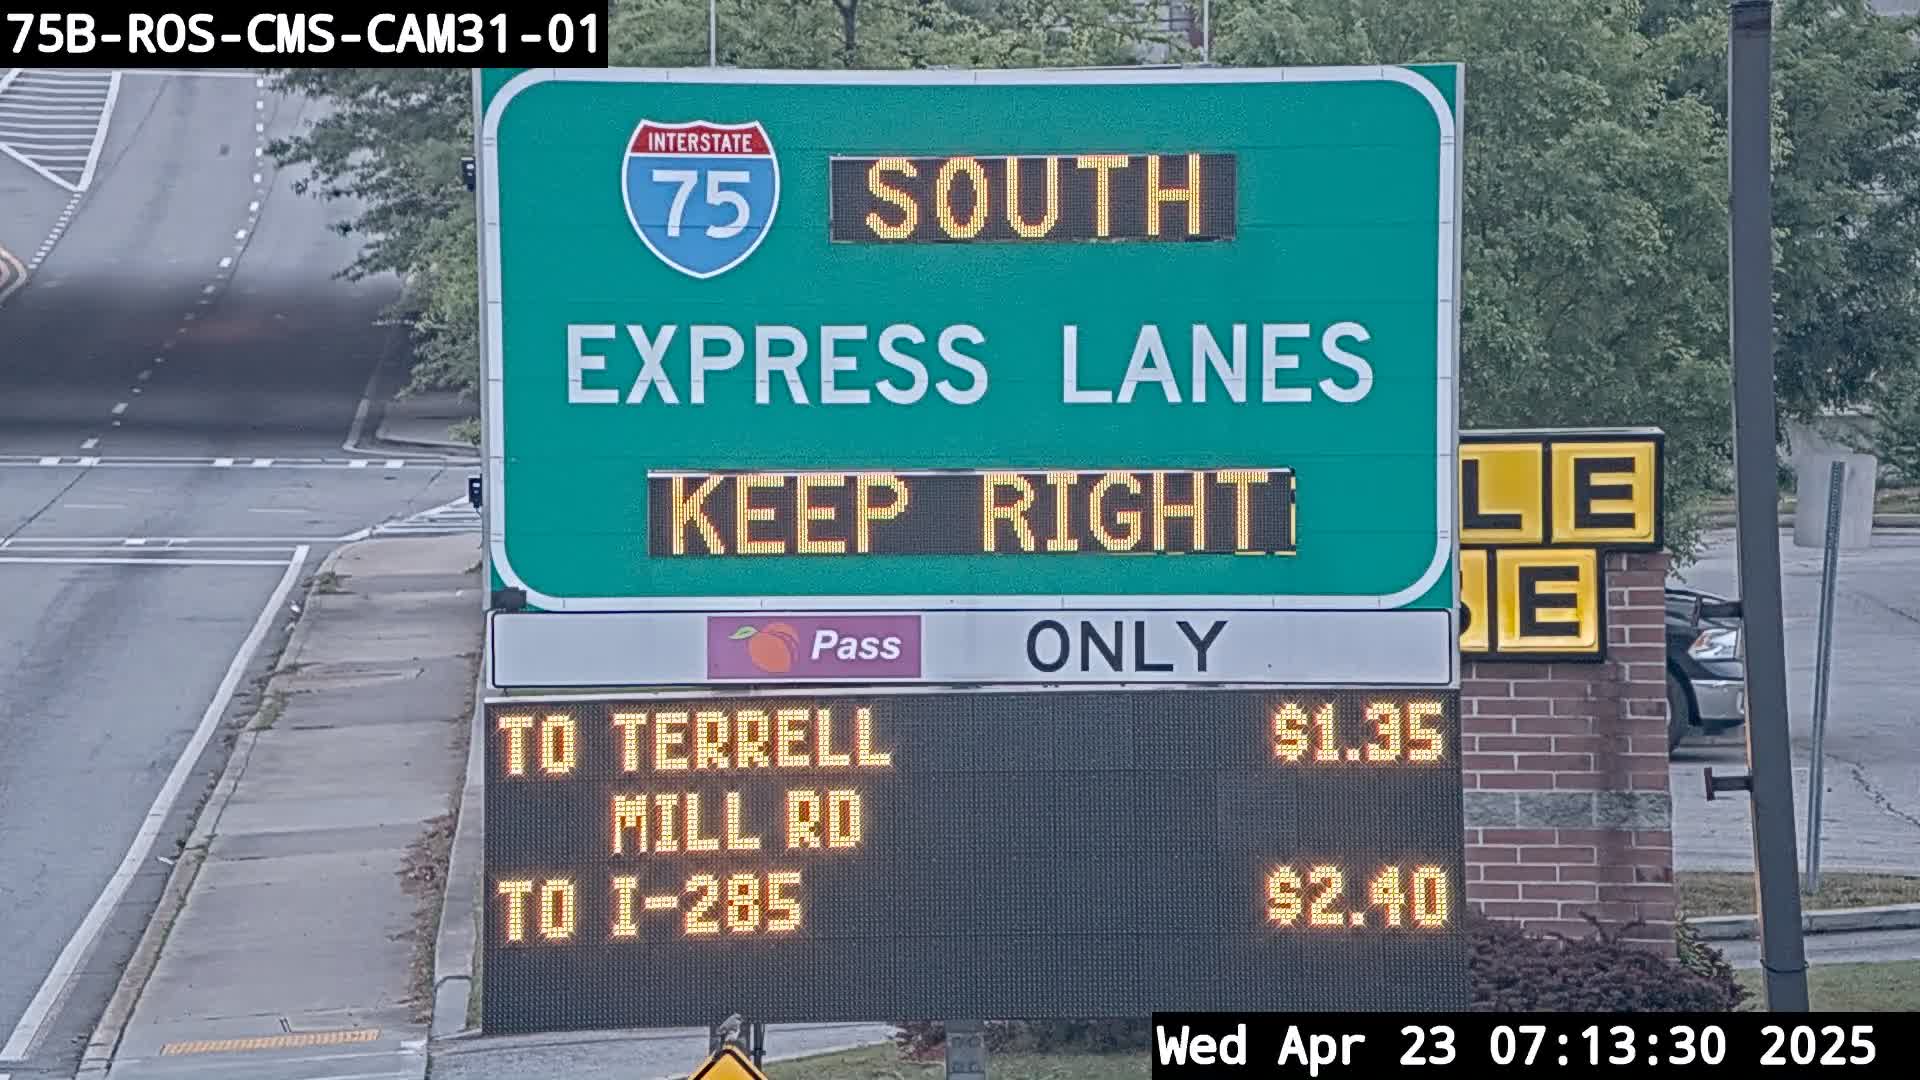 75B-ROS-CMS-CAM31-01
INTERSTATE
75
SOUTH
EXPRESS LANES
KEEP RIGHT
Pass ONLY
TO TERRELL $1.35
MILL RD
TO I-285 $2.40
LE
E
Wed Apr 23 07:13:30 2025